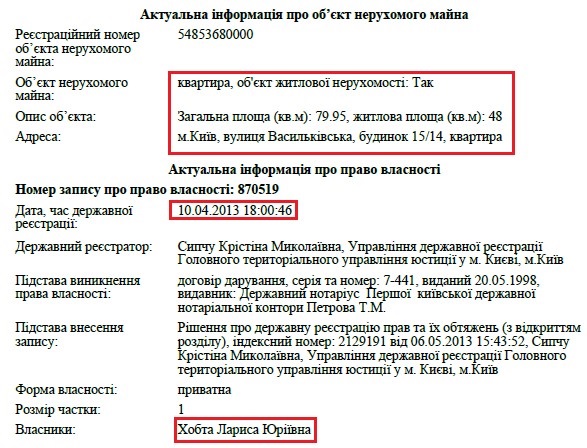 Актуальна інформація про об’єкт нерухомого майна
Реєстраційний номер 54853680000
об’єкта нерухомого
майна:
Об’єкт нерухомого квартира, об'єкт житлової нерухомості: Так
майна:
Опис об’єкта: Загальна площа (кв.м): 79.95, житлова площа (кв.м): 48
Адреса: м.Київ, вулиця Васильківська, будинок 15/14, квартира
Актуальна інформація про право власності
Номер запису про право власності: 870519
Дата, час державної 10.04.2013 18:00:46
реєстрації:
Державний реєстратор: Сипчу Крістіна Миколаївна, Управління державної реєстрації
Головного територіального управління юстиції у м. Києві, м.Київ
Підстава виникнення договір дарування, серія та номер: 7-441, виданий 20.05.1998,
права власності: видавник: Державний нотаріус Першої київської державної
нотаріальної контори Петрова Т.М.
Підстава внесення Рішення про державну реєстрацію прав та їх обтяжень (з відкриттям
запису: розділу), індексний номер: 2129191 від 06.05.2013 15:43:52, Сипчу
Крістіна Миколаївна, Управління державної реєстрації Головного
територіального управління юстиції у м. Києві, м.Київ
Форма власності: приватна
Розмір частки: 1
Власники: Хобта Лариса Юріївна